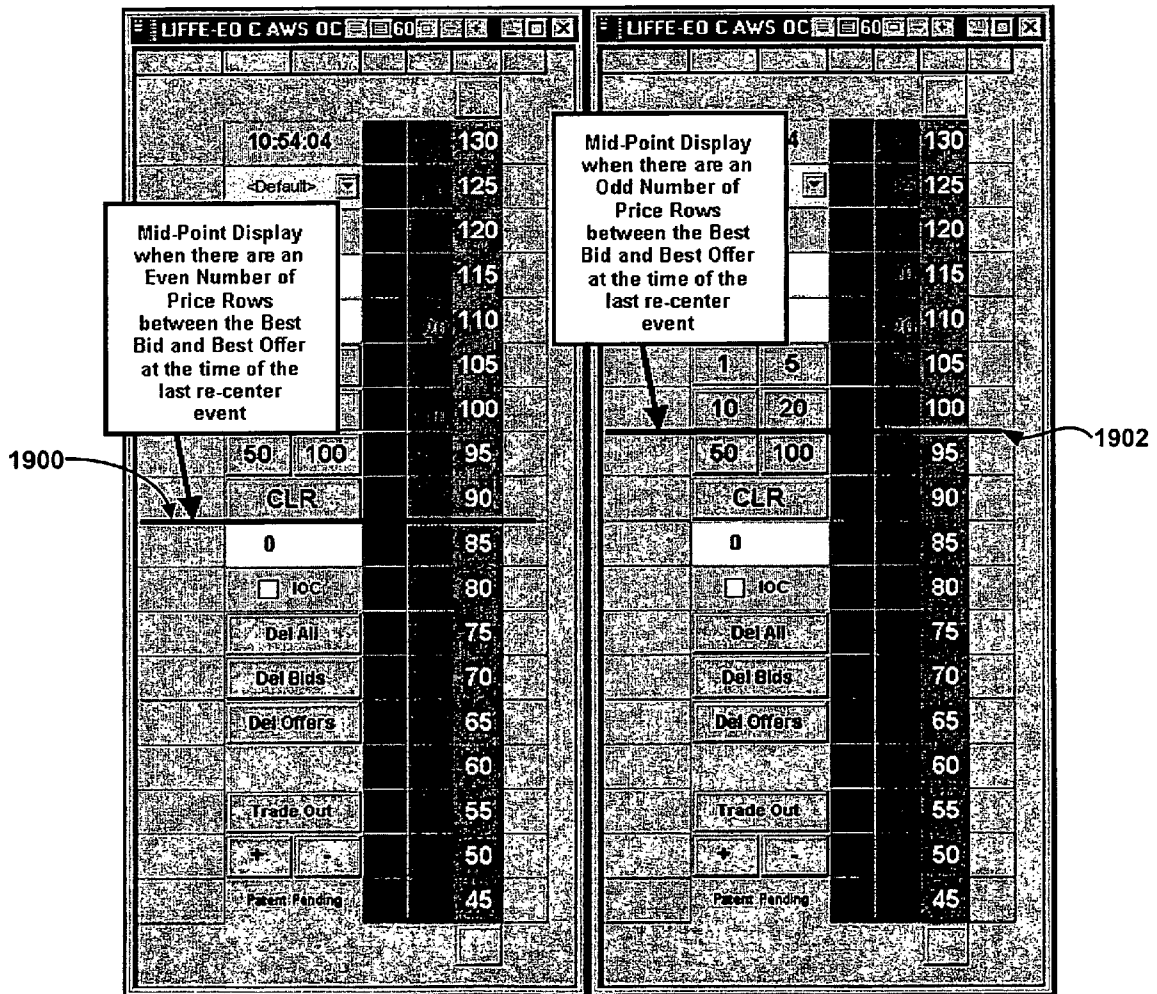 LIFFE-EO C AWS OC 60
10:54:04
<Default>
Mid-Point Display
when there are an
Even Number of
Price Rows
between the Best
Bid and Best Offer
at the time of the
last re-center
event
1900
50 100
CLR
0
IOC
Del All
Del Bids
Del Offers
Trade Out
+ -
Patent Pending
130
125
120
115
110
105
100
95
90
85
80
75
70
65
60
55
50
45
LIFFE-EO C AWS OC 60
4
Mid-Point Display
when there are an
Odd Number of
Price Rows
between the Best
Bid and Best Offer
at the time of the
last re-center
event
1 5
10 20
50 100
CLR
0
IOC
Del All
Del Bids
Del Offers
Trade Out
+ -
Patent Pending
130
125
120
115
110
105
100
95
90
85
80
75
70
65
60
55
50
45
1902